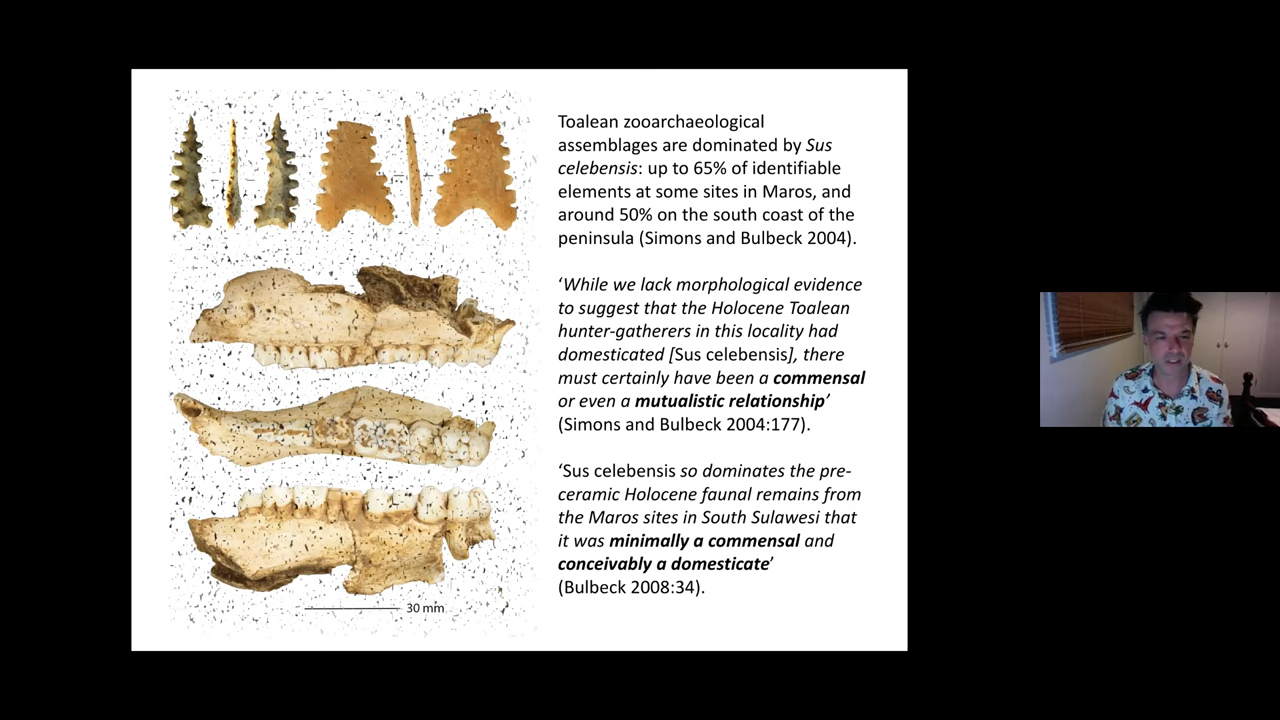 Toalean zooarchaeological
assemblages are dominated by Sus
celebensis: up to 65% of identifiable
elements at some sites in Maros, and
around 50% on the south coast of the
peninsula (Simons and Bulbeck 2004).
‘While we lack morphological evidence
to suggest that the Holocene Toalean
hunter-gatherers in this locality had
domesticated [Sus celebensis], there
must certainly have been a commensal
or even a mutualistic relationship’
(Simons and Bulbeck 2004:177).
‘Sus celebensis so dominates the pre-
ceramic Holocene faunal remains from
the Maros sites in South Sulawesi that
it was minimally a commensal and
conceivably a domesticate’
(Bulbeck 2008:34).
30 mm